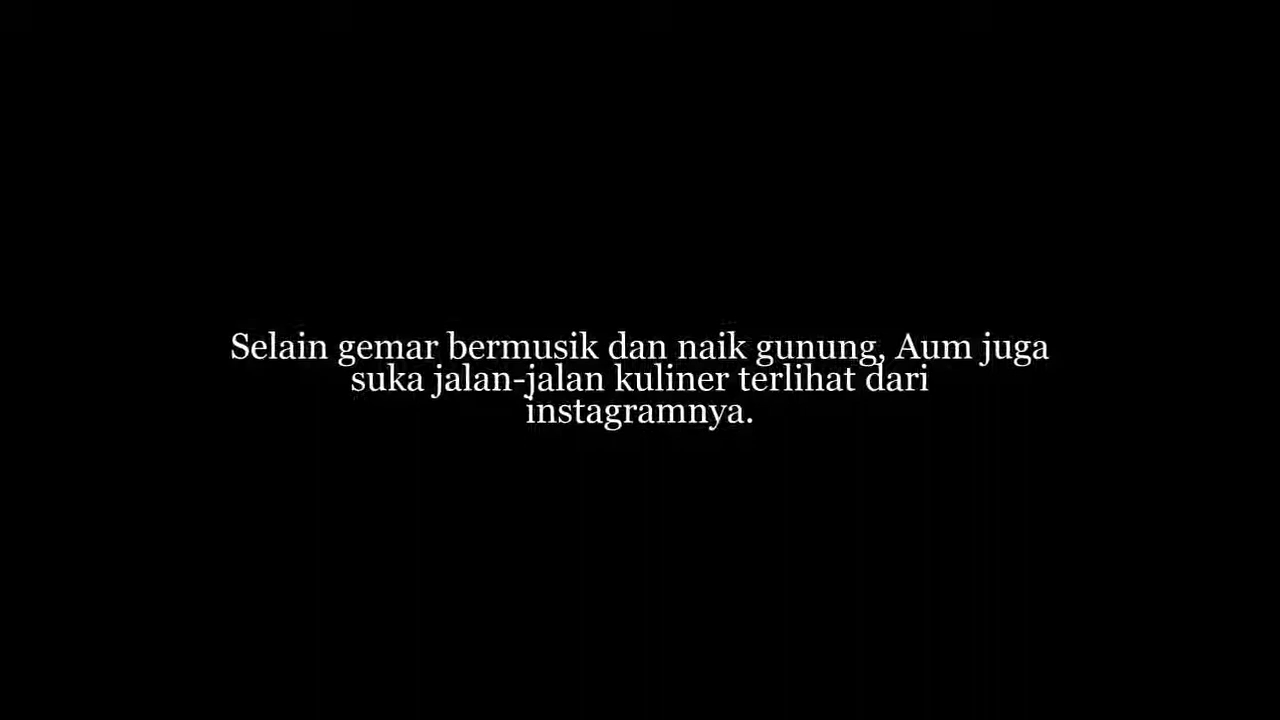 Selain gemar bermusik dan naik gunung, Aum juga
suka jalan-jalan kuliner terlihat dari
instagramnya.